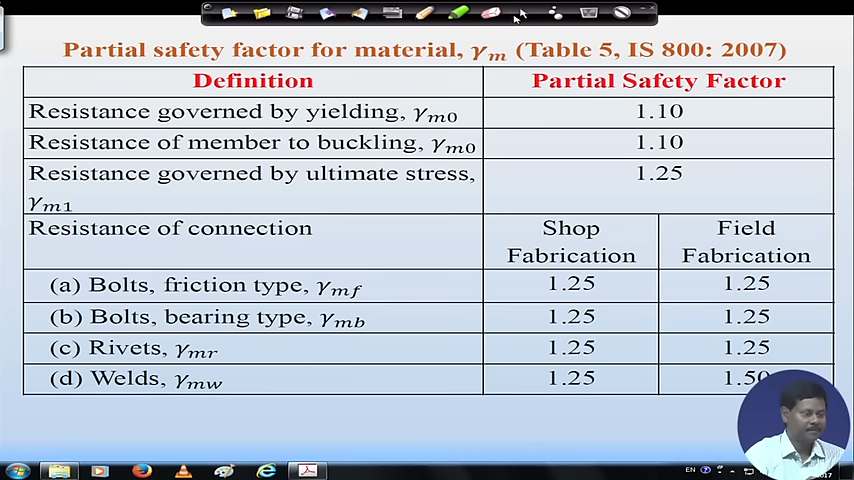 Partial safety factor for material, γm (Table 5, IS 800: 2007)
Definition Partial Safety Factor
Resistance governed by yielding, γm0 1.10
Resistance of member to buckling, γm0 1.10
Resistance governed by ultimate stress, 1.25
γm1
Resistance of connection Shop Field
Fabrication Fabrication
(a) Bolts, friction type, γmf 1.25 1.25
(b) Bolts, bearing type, γmb 1.25 1.25
(c) Rivets, γmr 1.25 1.25
(d) Welds, γmw 1.25 1.50
EN